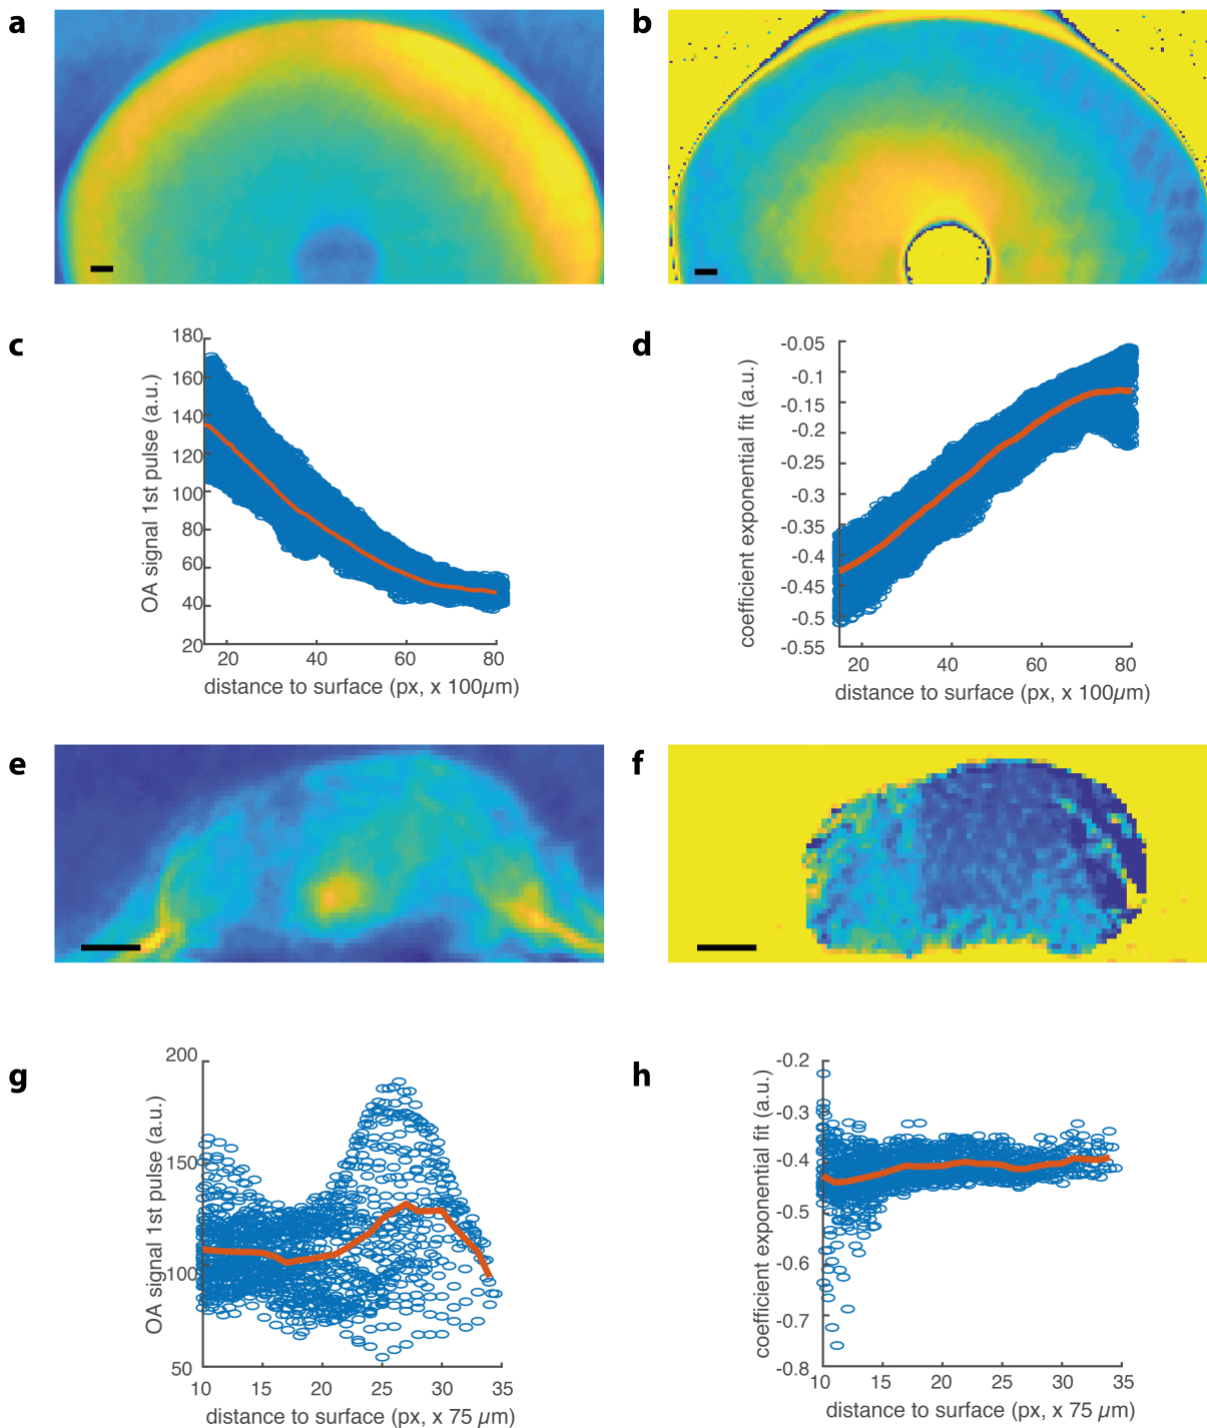 a
b
c
180
160
140
120
100
80
60
40
20
OA signal 1st pulse (a.u.)
20 40 60 80
distance to surface (px, x 100µm)
d
-0.05
-0.1
-0.15
-0.2
-0.25
-0.3
-0.35
-0.4
-0.45
-0.5
-0.55
coefficient exponential fit (a.u.)
20 40 60 80
distance to surface (px, x 100µm)
e
f
g
200
150
100
50
OA signal 1st pulse (a.u.)
10 15 20 25 30 35
distance to surface (px, x 75 µm)
h
-0.2
-0.3
-0.4
-0.5
-0.6
-0.7
-0.8
coefficient exponential fit (a.u.)
10 15 20 25 30 35
distance to surface (px, x 75 µm)